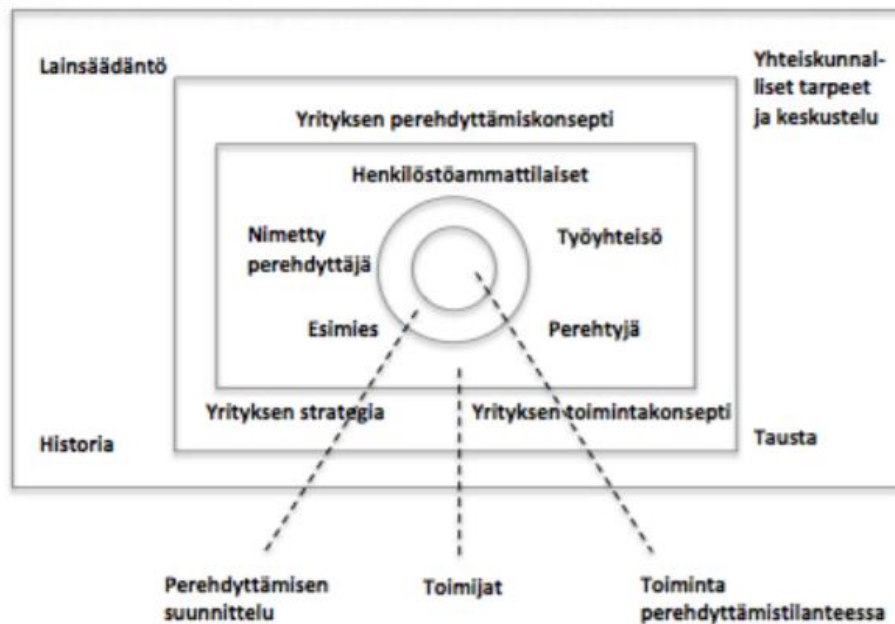 Lainsäädäntö
Yhteiskunnal-
liset tarpeet
ja keskustelu
Yrityksen perehdyttämiskonsepti
Henkilöstöammattilaiset
Nimetty
perehdyttäjä
Työyhteisö
Esimies
Perehtyjä
Yrityksen strategia
Yrityksen toimintakonsepti
Historia
Tausta
Perehdyttämisen
suunnittelu
Toimijat
Toiminta
perehdyttämistilanteessa